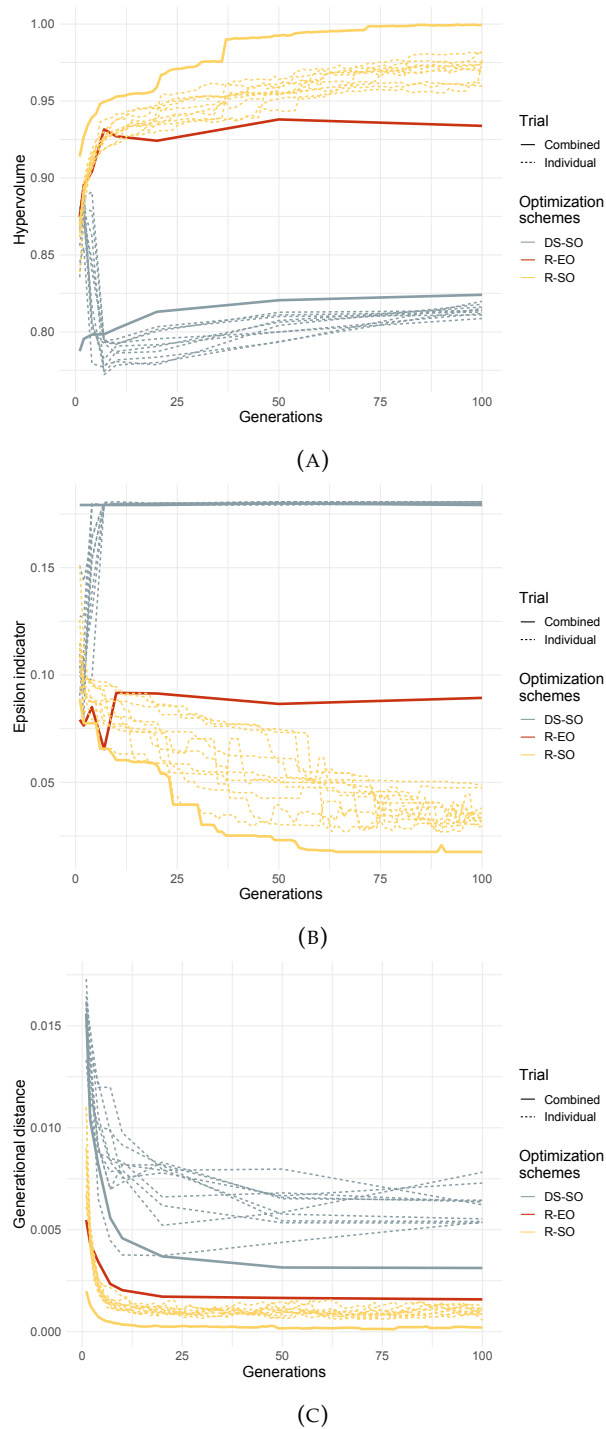 1.00
0.95
0.90
0.85
0.80
Hypervolume
0 25 50 75 100
Generations
Trial
Combined
Individual
Optimization
schemes
DS-SO
R-EO
R-SO
(A)
0.15
0.10
0.05
Epsilon indicator
0 25 50 75 100
Generations
Trial
Combined
Individual
Optimization
schemes
DS-SO
R-EO
R-SO
(B)
0.015
0.010
0.005
0.000
Generational distance
0 25 50 75 100
Generations
Trial
Combined
Individual
Optimization
schemes
DS-SO
R-EO
R-SO
(C)